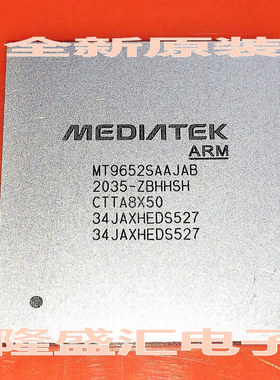 全新原装
MEDIATEK
ARM
MT9652SAAJAB
2035-ZBHHSH
CTTA8X50
34JAXHEDS527
34JAXHEDS527
隆盛汇电子